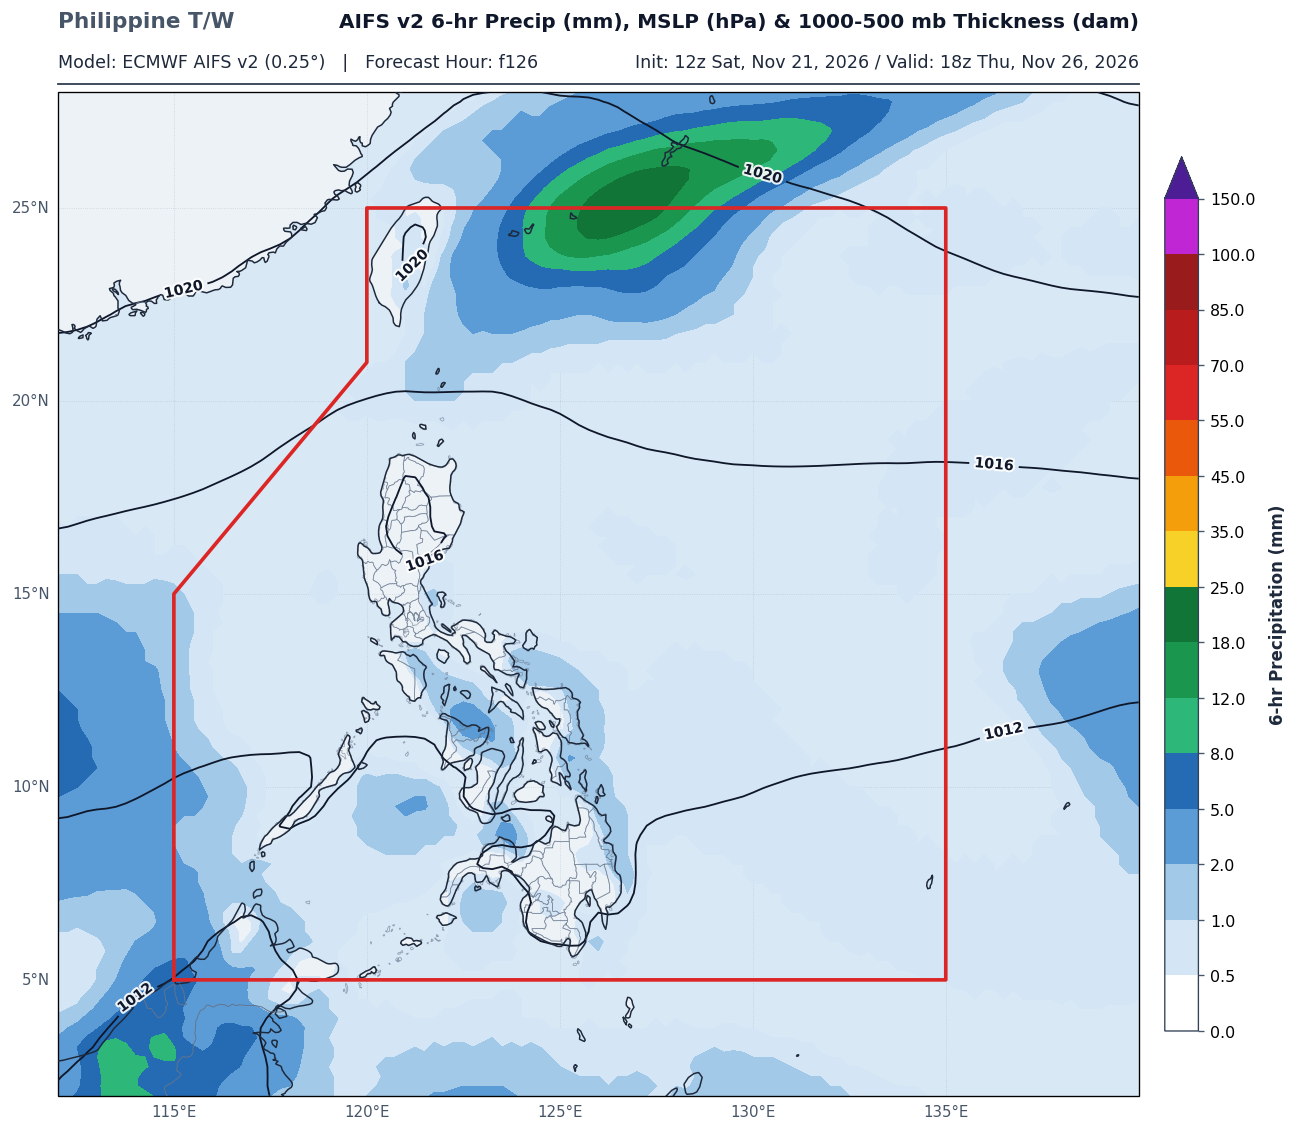 Philippine T/W
AIFS v2 6-hr Precip (mm), MSLP (hPa) & 1000-500 mb Thickness (dam)
Model: ECMWF AIFS v2 (0.25°) | Forecast Hour: f126
Init: 12z Sat, Nov 21, 2026 / Valid: 18z Thu, Nov 26, 2026
25°N
20°N
15°N
10°N
5°N
115°E
120°E
125°E
130°E
135°E
1020
1020
1020
1016
1016
1012
1012
150.0
100.0
85.0
70.0
55.0
45.0
35.0
25.0
18.0
12.0
8.0
5.0
2.0
1.0
0.5
0.0
6-hr Precipitation (mm)